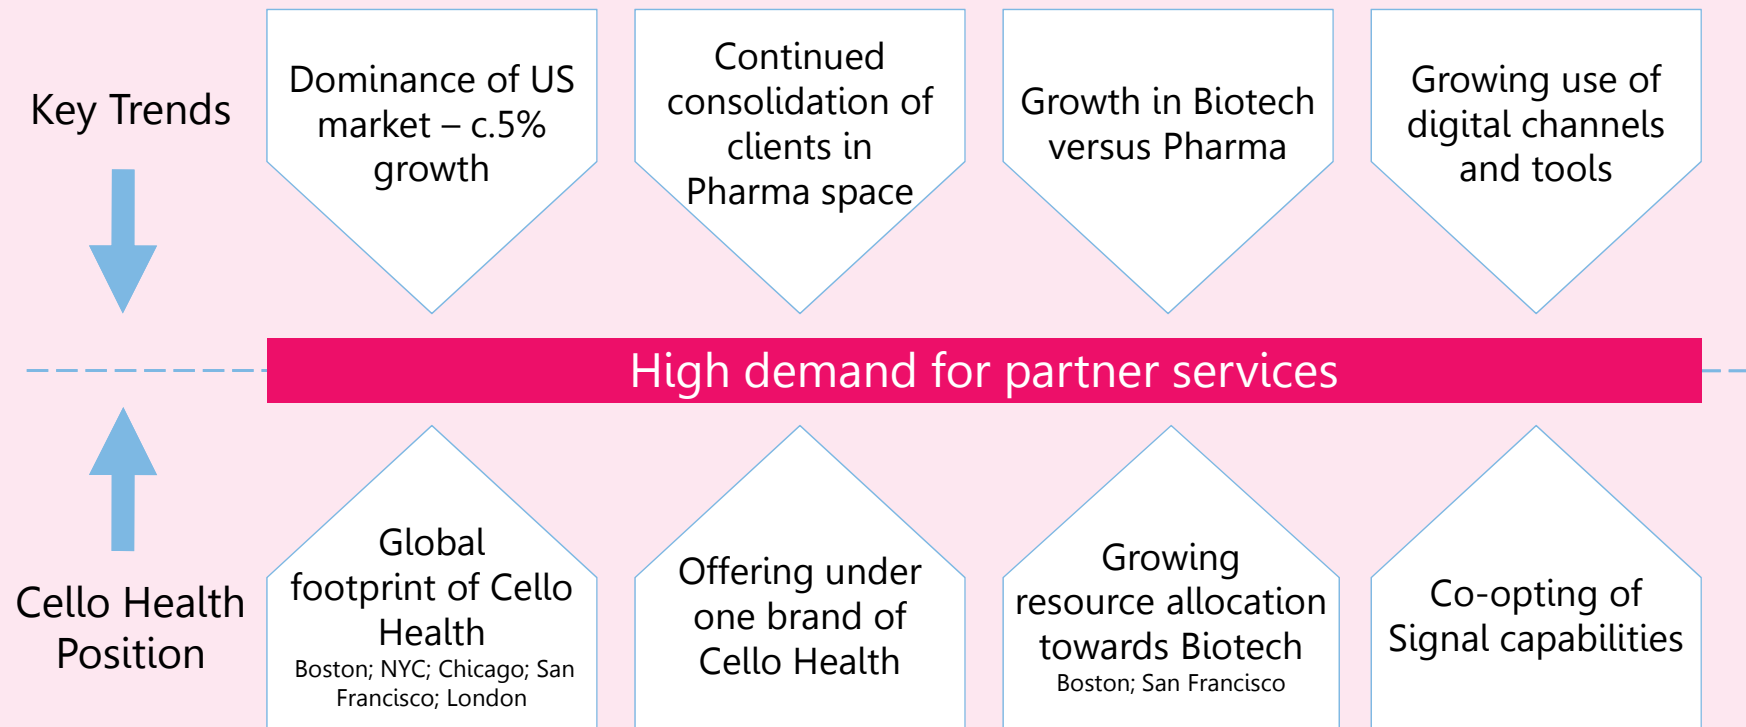 Key Trends
Dominance of US
market – c.5%
growth
Continued
consolidation of
clients in
Pharma space
Growth in Biotech
versus Pharma
Growing use of
digital channels
and tools
High demand for partner services
Cello Health
Position
Global
footprint of Cello
Health
Boston; NYC; Chicago; San
Francisco; London
Offering under
one brand of
Cello Health
Growing
resource allocation
towards Biotech
Boston; San Francisco
Co-opting of
Signal capabilities